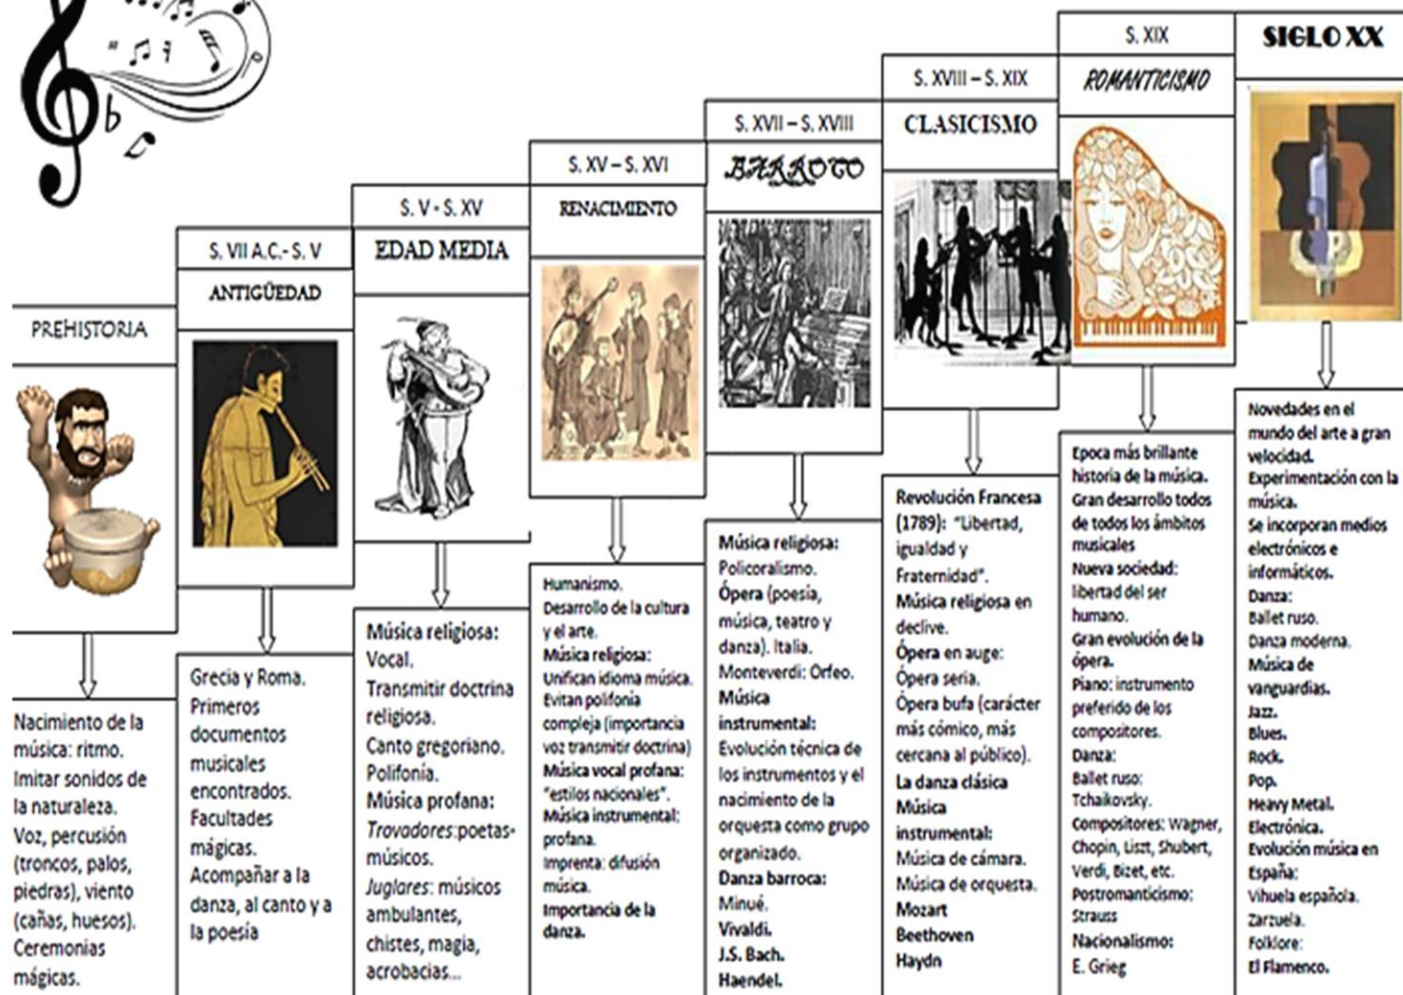 PREHISTORIA
Nacimiento de la
música: ritmo.
Imitar sonidos de
la naturaleza.
Voz, percusión
(troncos, palos,
piedras), viento
(cañas, huesos).
Ceremonias
mágicas.
S. VII A.C.- S. V
ANTIGÜEDAD
Grecia y Roma.
Primeros
documentos
musicales
encontrados.
Facultades
mágicas.
Acompañar a la
danza, al canto y a
la poesía
S. V - S. XV
EDAD MEDIA
Música religiosa:
Vocal.
Transmitir doctrina
religiosa.
Canto gregoriano.
Polifonía.
Música profana:
Trovadores:poetas-
músicos.
Juglares: músicos
ambulantes,
chistes, magia,
acrobacias...
S. XV – S. XVI
RENACIMIENTO
Humanismo.
Desarrollo de la cultura
y el arte.
Música religiosa:
Unifican idioma música.
Evitan polifonía
compleja (importancia
voz transmitir doctrina)
Música vocal profana:
"estilos nacionales".
Música instrumental:
profana.
Imprenta: difusión
música.
Importancia de la
danza.
S. XVII – S. XVIII
BARROCO
Música religiosa:
Policoralismo.
Ópera (poesía,
música, teatro y
danza). Italia.
Monteverdi: Orfeo.
Música
instrumental:
Evolución técnica de
los instrumentos y el
nacimiento de la
orquesta como grupo
organizado.
Danza barroca:
Minué.
Vivaldi.
J.S. Bach.
Haendel.
S. XVIII – S. XIX
CLASICISMO
Revolución Francesa
(1789): "Libertad,
igualdad y
Fraternidad".
Música religiosa en
declive.
Ópera en auge:
Ópera seria.
Ópera bufa (carácter
más cómico, más
cercana al público).
La danza clásica
Música
instrumental:
Música de cámara.
Música de orquesta.
Mozart
Beethoven
Haydn
S. XIX
ROMANTICISMO
Epoca más brillante
historia de la música.
Gran desarrollo todos
de todos los ámbitos
musicales
Nueva sociedad:
libertad del ser
humano.
Gran evolución de la
ópera.
Piano: instrumento
preferido de los
compositores.
Danza:
Ballet ruso:
Tchaikovsky.
Compositores: Wagner,
Chopin, Liszt, Shubert,
Verdi, Bizet, etc.
Postromanticismo:
Strauss
Nacionalismo:
E. Grieg
SIGLO XX
Novedades en el
mundo del arte a gran
velocidad.
Experimentación con la
música.
Se incorporan medios
electrónicos e
informáticos.
Danza:
Ballet ruso.
Danza moderna.
Música de
vanguardias.
Jazz.
Blues.
Rock.
Pop.
Heavy Metal.
Electrónica.
Evolución música en
España:
Vihuela española.
Zarzuela.
Folklore:
El Flamenco.